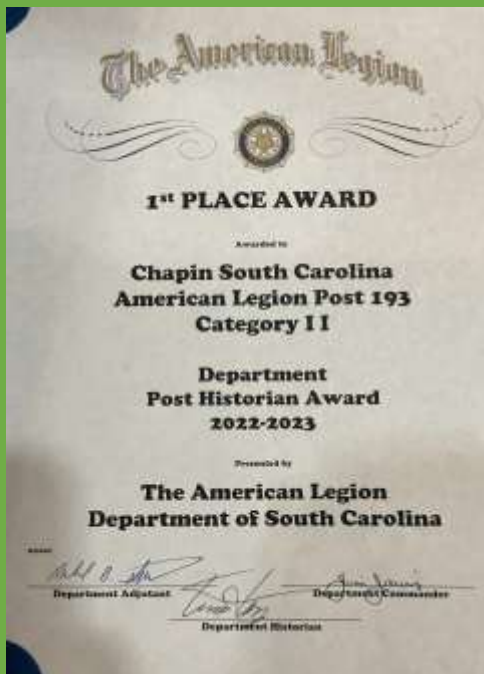 The American Legion
1st PLACE AWARD
Awarded to
Chapin South Carolina
American Legion Post 193
Category I I
Department
Post Historian Award
2022-2023
Presented by
The American Legion
Department of South Carolina
Department Adjutant
Department Commander
Department Historian